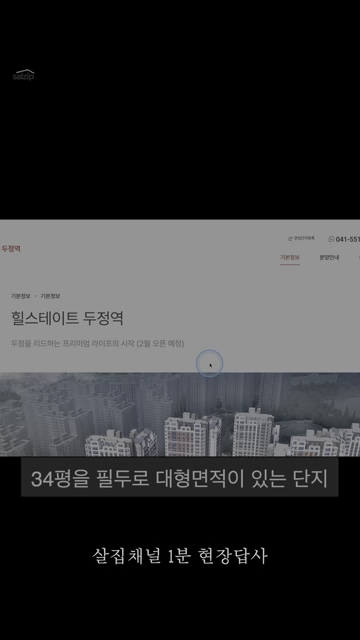 salzip
두정역
041-551
기본정보
분양안내
기본정보 > 기본정보
힐스테이트 두정역
두정을 리드하는 프리미엄 라이프의 시작 (2월 오픈 예정)
34평을 필두로 대형면적이 있는 단지
살집채널 1분 현장답사